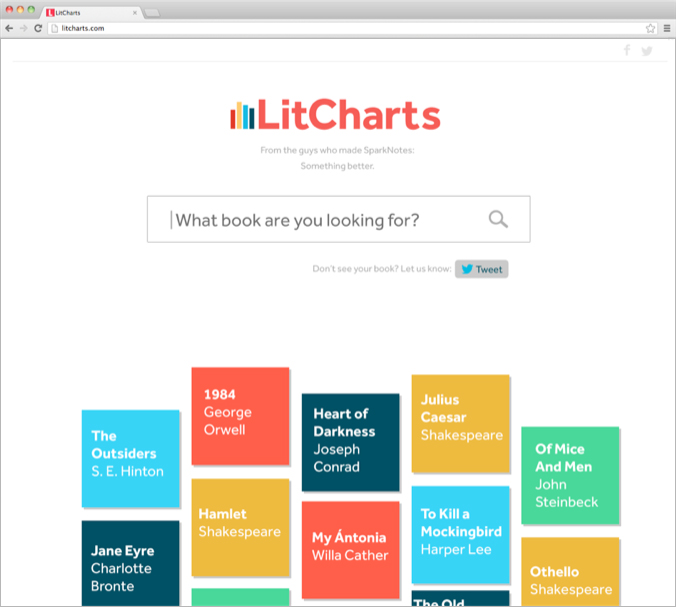 LitCharts
litcharts.com
LitCharts
From the guys who made SparkNotes:
Something better.
What book are you looking for?
Don't see your book? Let us know:
Tweet
The
Outsiders
S. E. Hinton
Jane Eyre
Charlotte
Bronte
1984
George
Orwell
Hamlet
Shakespeare
Heart of
Darkness
Joseph
Conrad
My Ántonia
Willa Cather
Julius
Caesar
Shakespeare
To Kill a
Mockingbird
Harper Lee
The Old
Of Mice
And Men
John
Steinbeck
Othello
Shakespeare